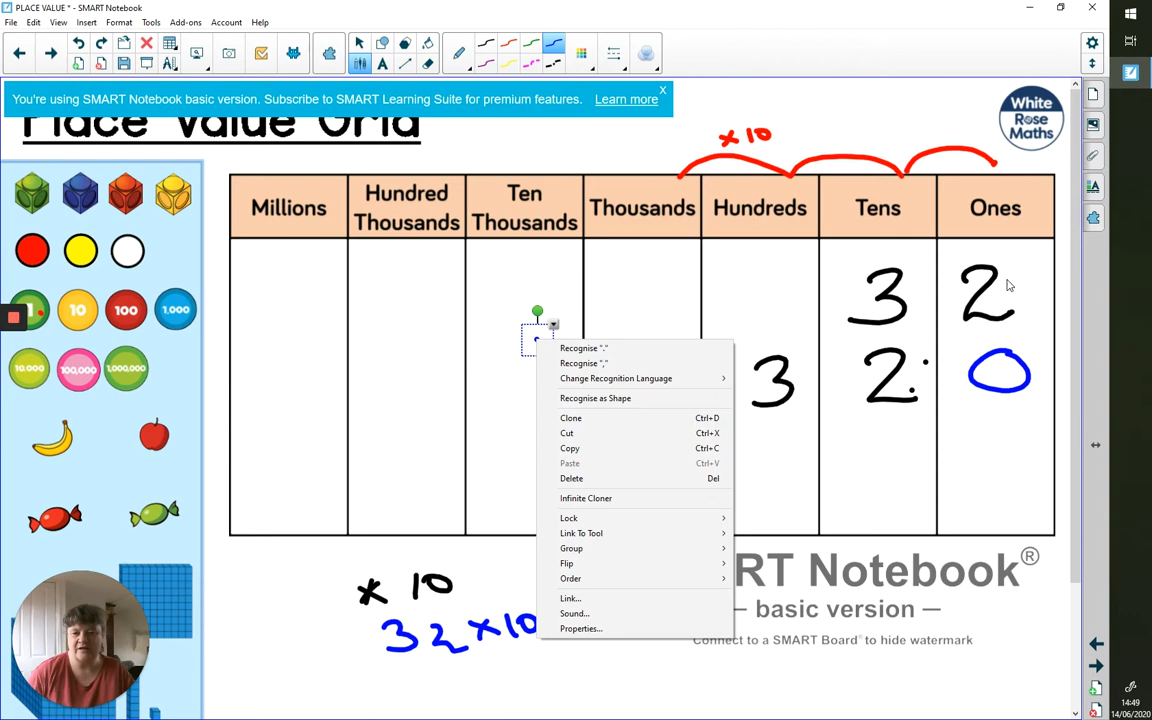 PLACE VALUE * - SMART Notebook
File Edit View Insert Format Tools Add-ons Account Help
You're using SMART Notebook basic version. Subscribe to SMART Learning Suite for premium features. Learn more X
Place Value Grid
White
Rose
Maths
× 10
Millions
Hundred
Thousands
Ten
Thousands
Thousands
Hundreds
Tens
Ones
1
10
100
1,000
10,000
100,000
1,000,000
3 2
3 2 0
Recognise "."
Recognise ","
Change Recognition Language
Recognise as Shape
Clone Ctrl+D
Cut Ctrl+X
Copy Ctrl+C
Paste Ctrl+V
Delete Del
Infinite Cloner
Lock
Link To Tool
Group
Flip
Order
Link...
Sound...
Properties...
× 10
32 × 10
RT Notebook®
– basic version –
Connect to a SMART Board® to hide watermark
14:49
14/06/2020